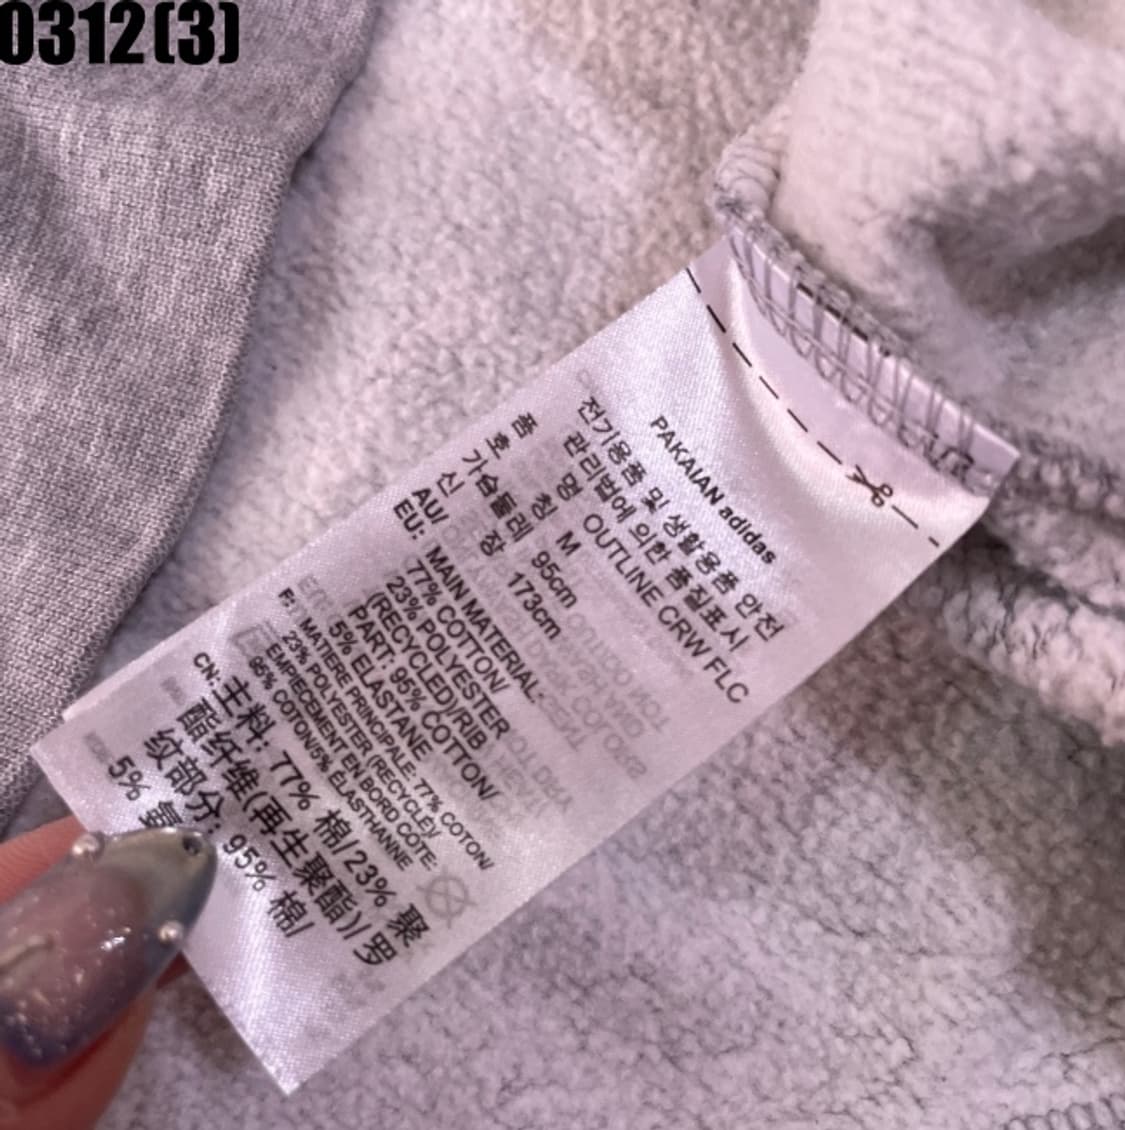 0312(3)
PAKAIAN adidas
전기용품 및 생활용품 안전
관리법에 의한 품질표시
명 칭 OUTLINE CRW FLC
품 호 M
가슴둘레 95cm
신 장 173cm
AU/
EU: MAIN MATERIAL:
77% COTTON/
23% POLYESTER
(RECYCLED)/RIB
PART: 95% COTTON/
5% ELASTANE
F: MATIERE PRINCIPALE: 77% COTON/
23% POLYESTER (RECYCLÉ)/
EMPIECEMENT EN BORD COTE:
95% COTON/5% ÉLASTHANNE
CN: 主料: 77% 棉/23% 聚
酯纤维(再生聚酯)/ 罗
纹部分: 95% 棉/
5%